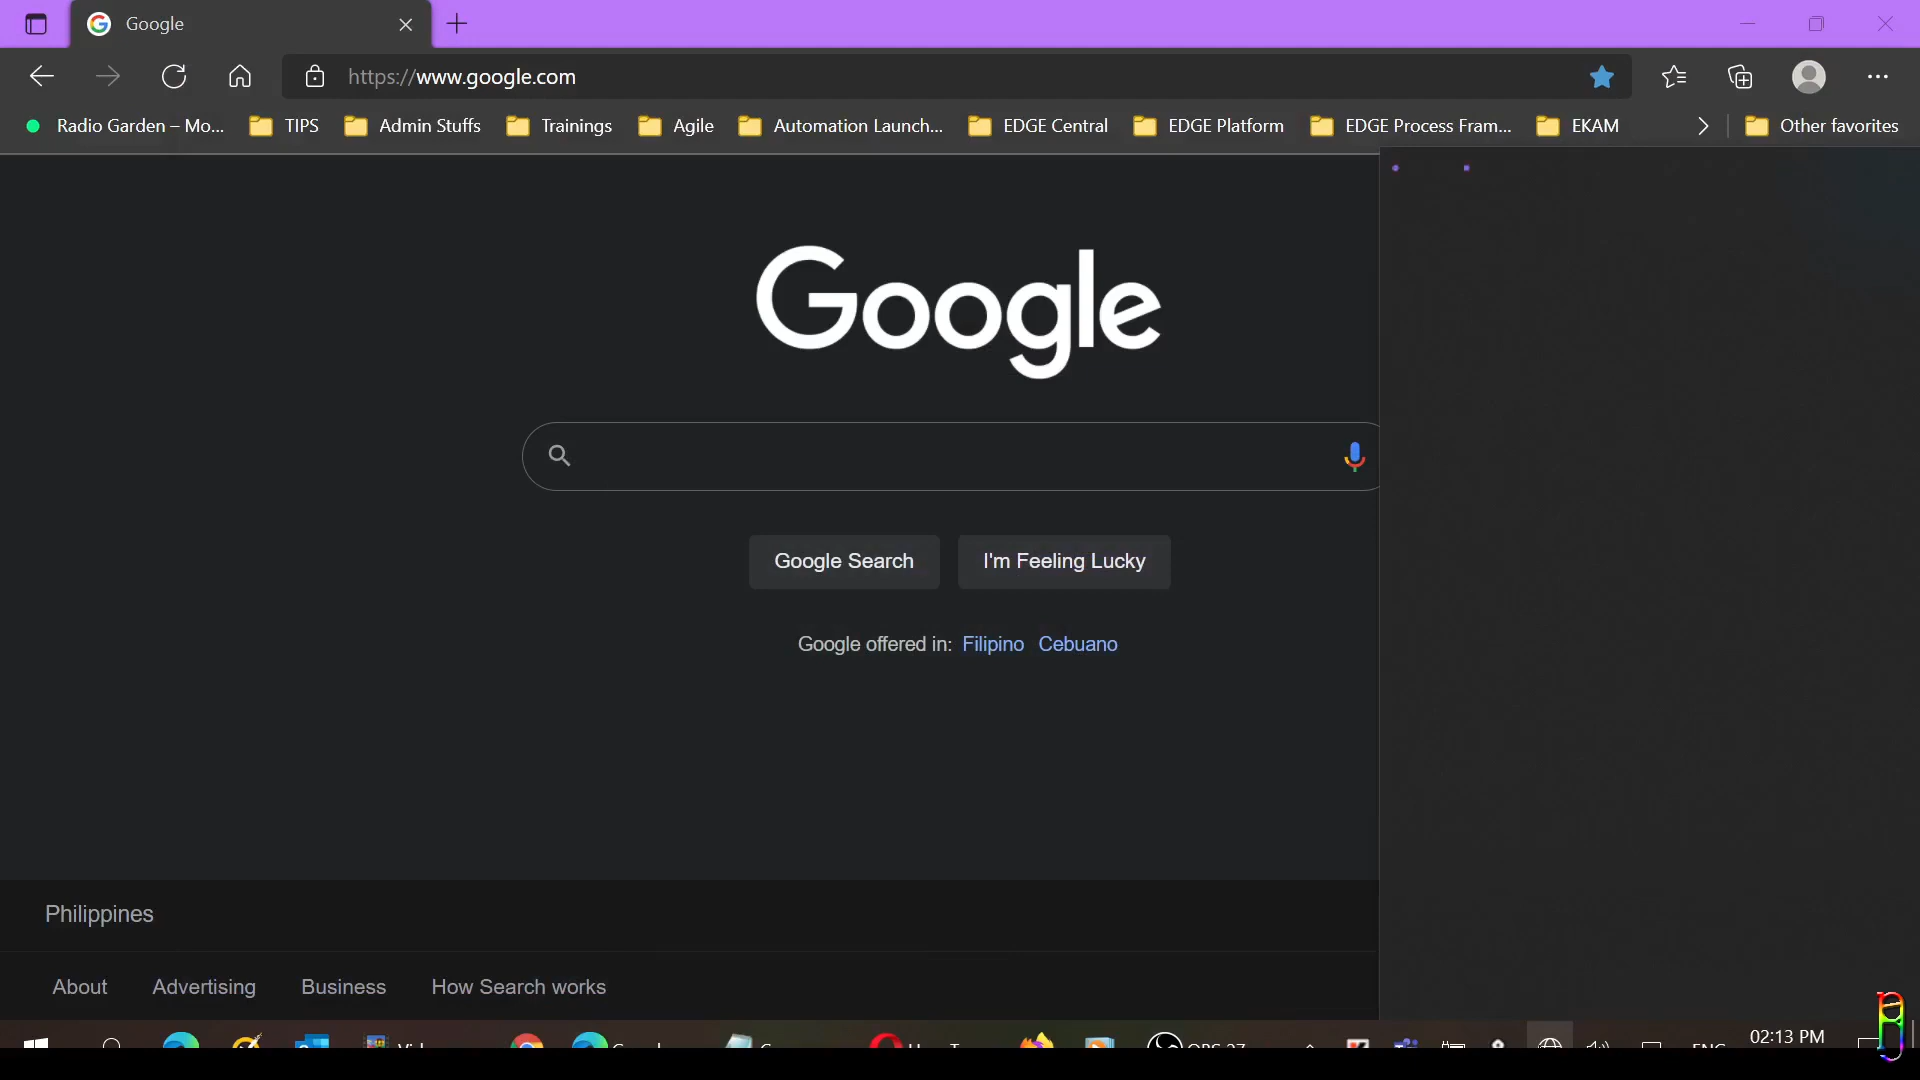 Google
https://www.google.com
Radio Garden – Mo... TIPS Admin Stuffs Trainings Agile Automation Launch... EDGE Central EDGE Platform EDGE Process Fram... EKAM Other favorites
Google
Google Search I'm Feeling Lucky
Google offered in: Filipino Cebuano
Philippines
About Advertising Business How Search works
02:13 PM